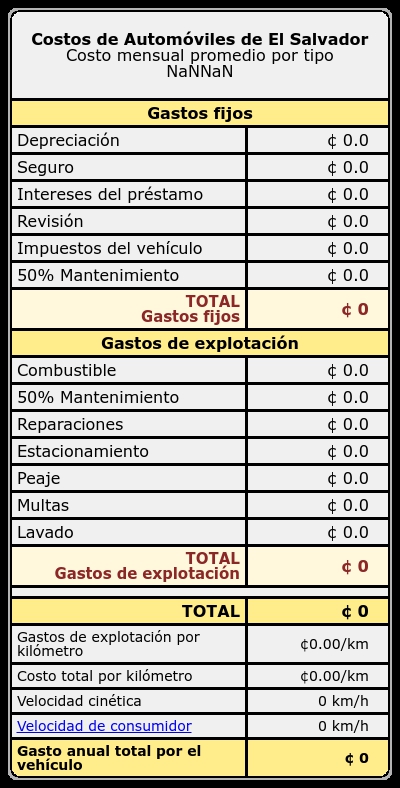 Costos de Automóviles de El Salvador
Costo mensual promedio por tipo
NaNNaN
Gastos fijos
Depreciación ₡ 0.0
Seguro ₡ 0.0
Intereses del préstamo ₡ 0.0
Revisión ₡ 0.0
Impuestos del vehículo ₡ 0.0
50% Mantenimiento ₡ 0.0
TOTAL
Gastos fijos ₡ 0
Gastos de explotación
Combustible ₡ 0.0
50% Mantenimiento ₡ 0.0
Reparaciones ₡ 0.0
Estacionamiento ₡ 0.0
Peaje ₡ 0.0
Multas ₡ 0.0
Lavado ₡ 0.0
TOTAL
Gastos de explotación ₡ 0
TOTAL ₡ 0
Gastos de explotación por
kilómetro ₡0.00/km
Costo total por kilómetro ₡0.00/km
Velocidad cinética 0 km/h
Velocidad de consumidor 0 km/h
Gasto anual total por el
vehículo ₡ 0